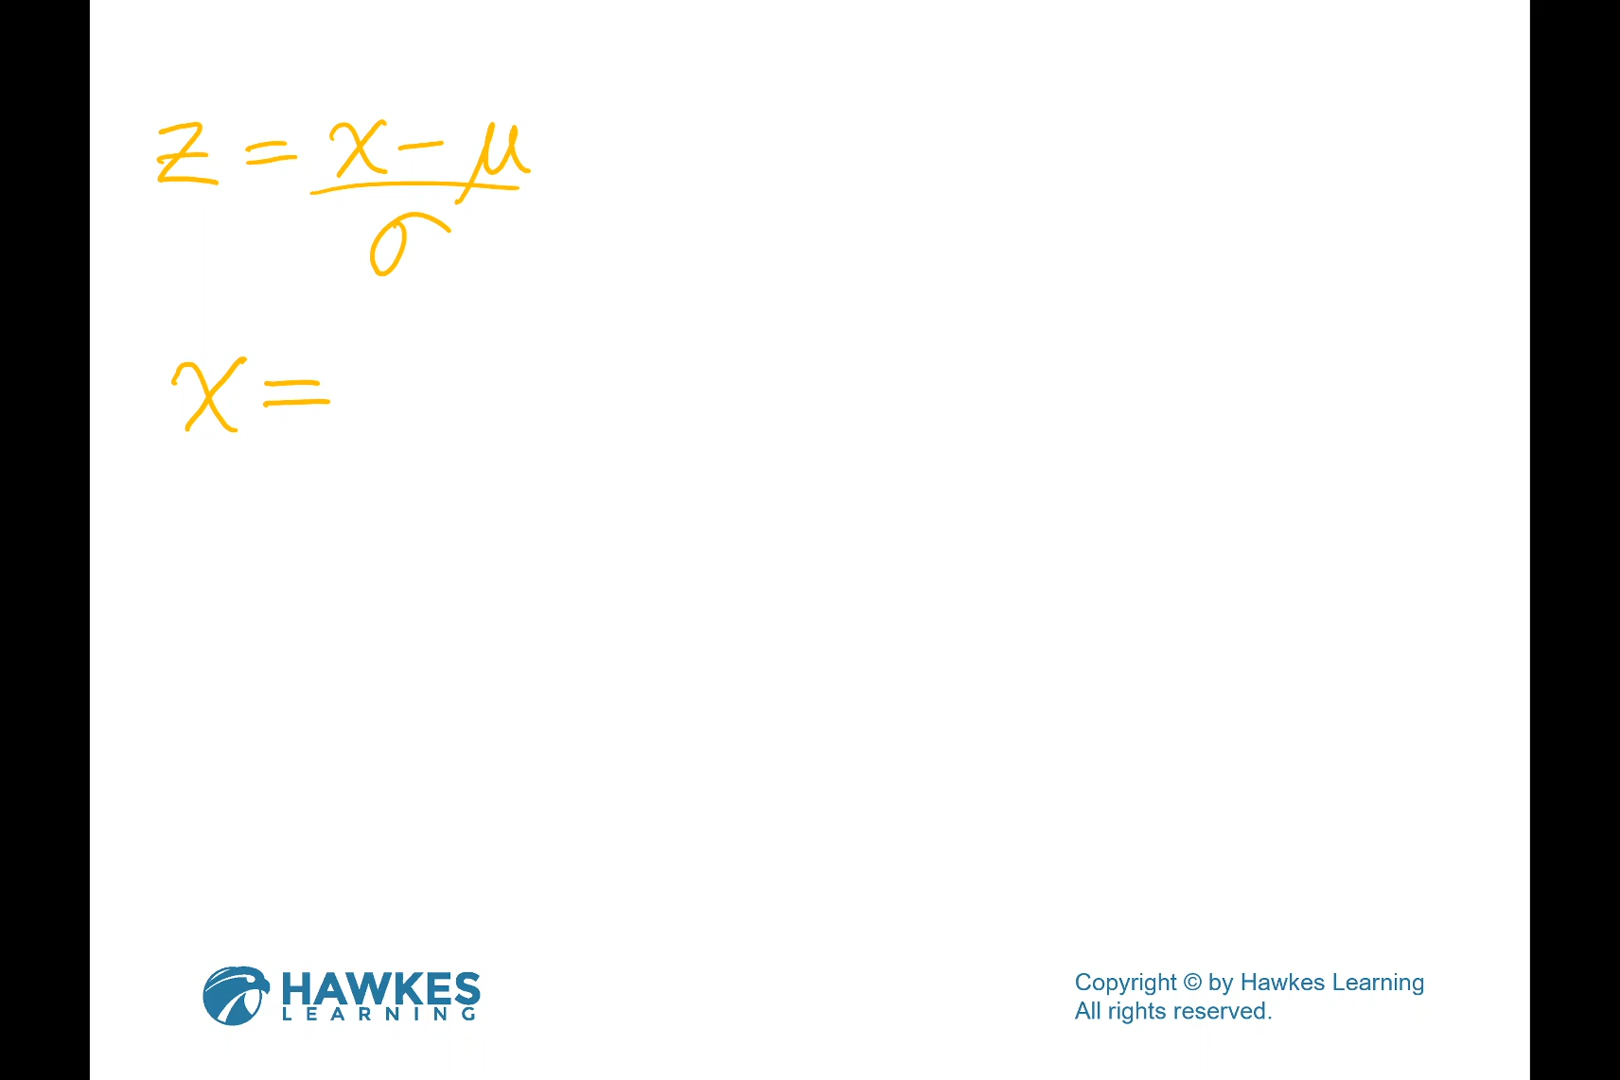 z = x - μ
σ
x =
HAWKES
LEARNING
Copyright © by Hawkes Learning
All rights reserved.